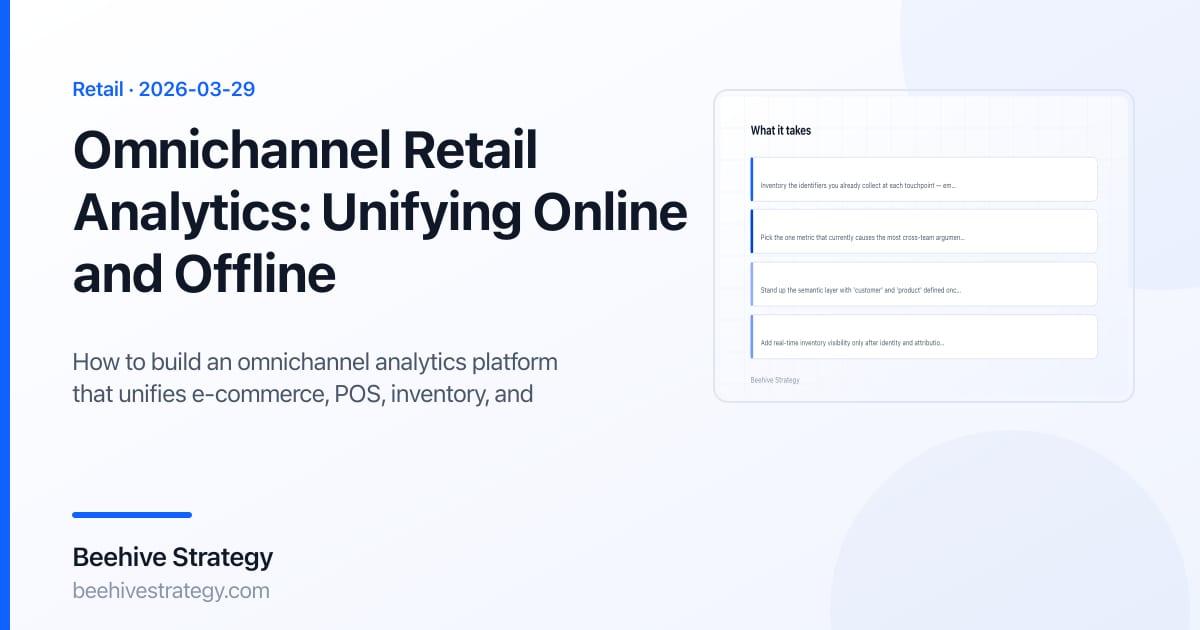 Retail · 2026-03-29
Omnichannel Retail
Analytics: Unifying Online
and Offline
How to build an omnichannel analytics platform
that unifies e-commerce, POS, inventory, and
Beehive Strategy
beehivestrategy.com
What it takes
Inventory the identifiers you already collect at each touchpoint — em...
Pick the one metric that currently causes the most cross-team argumen...
Stand up the semantic layer with 'customer' and 'product' defined onc...
Add real-time inventory visibility only after identity and attributio...
Beehive Strategy